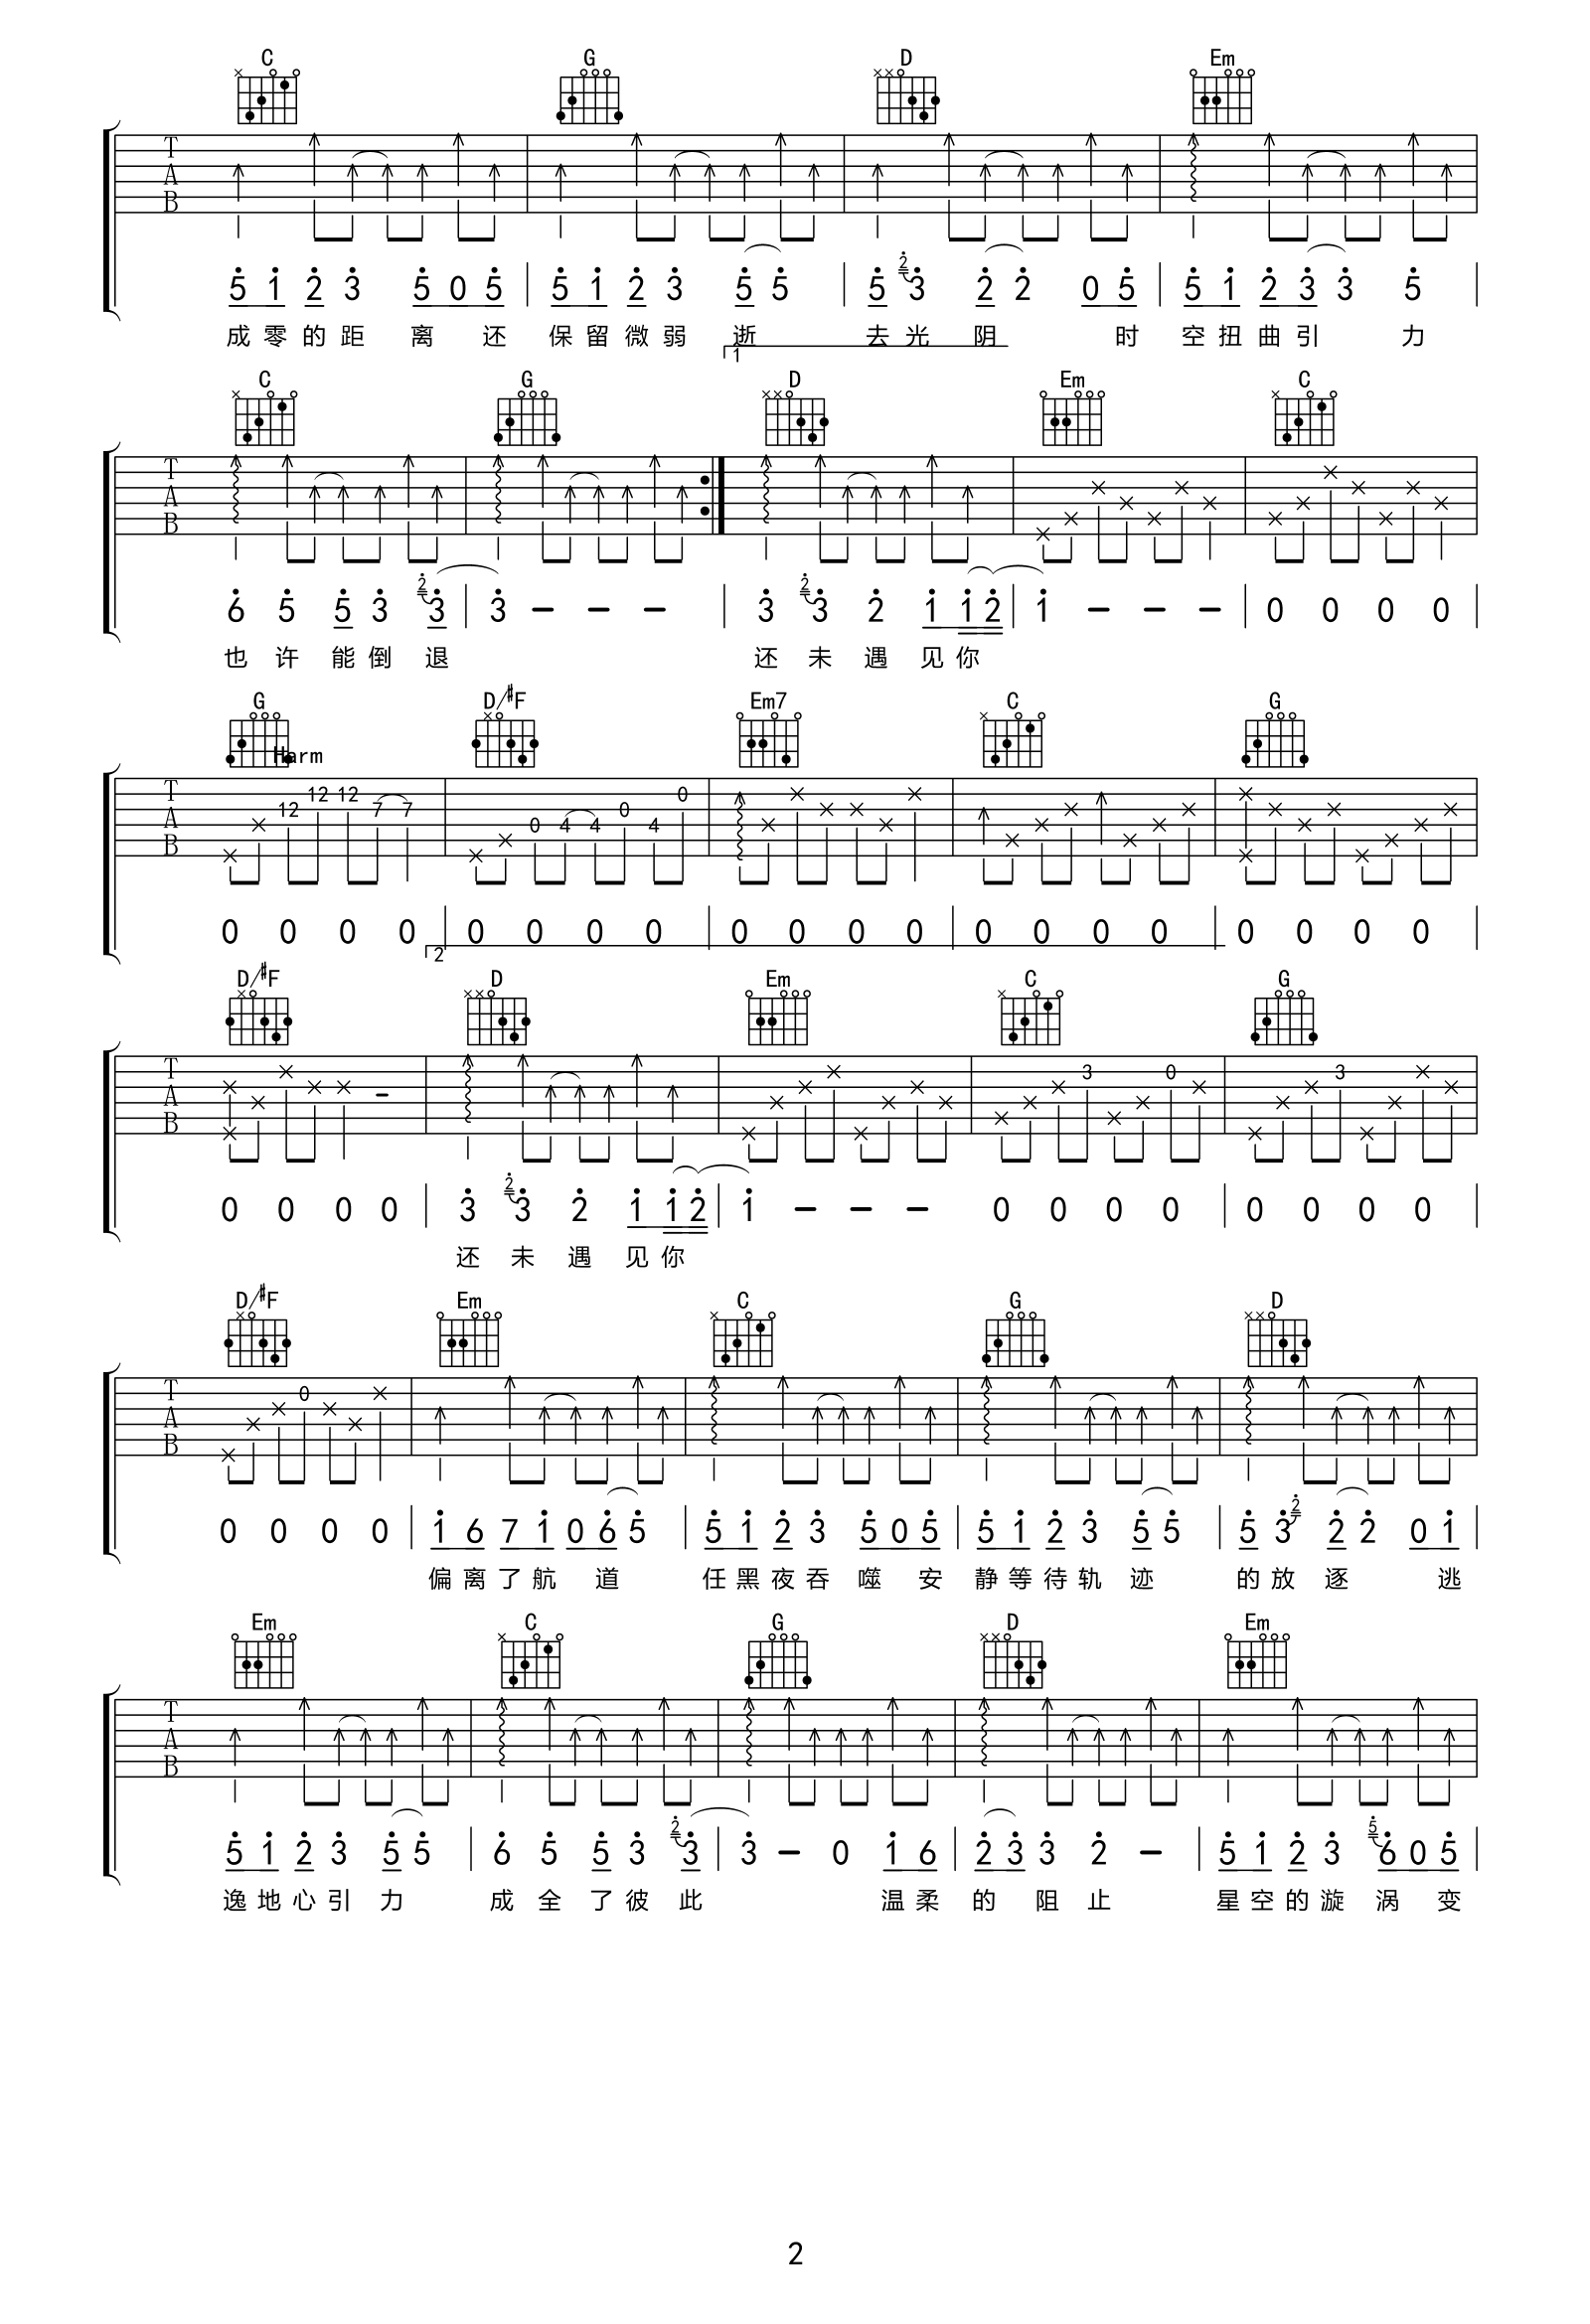 C G D Em
T A B
5 1 2 3 5 0 5 5 1 2 3 5 5 5 2 3 2 2 0 5 5 1 2 3 3 5
成 零 的 距 离 还 保 留 微 弱 逝 去 光 阴 时 空 扭 曲 引 力
1
C G D Em C
T A B
6 5 5 3 2 3 3 - - - 3 2 3 2 1 1 2 1 - - - 0 0 0 0
也 许 能 倒 退 还 未 遇 见 你
G D/#F Em7 C G
Harm
T A B 12 12 12 7 7 0 4 4 0 4 0
0 0 0 0 0 0 0 0 0 0 0 0 0 0 0 0 0 0 0 0
2
D/#F D Em C G
T A B 3 0 3
0 0 0 0 3 2 3 2 1 1 2 1 - - - 0 0 0 0 0 0 0 0
还 未 遇 见 你
D/#F Em C G D
T A B 0
0 0 0 0 1 6 7 1 0 6 5 5 1 2 3 5 0 5 5 1 2 3 5 5 5 3 2 2 2 0 1
偏 离 了 航 道 任 黑 夜 吞 噬 安 静 等 待 轨 迹 的 放 逐 逃
Em C G D Em
T A B
5 1 2 3 5 5 6 5 5 3 2 3 3 - 0 1 6 2 3 3 2 - 5 1 2 3 5 6 0 5
逸 地 心 引 力 成 全 了 彼 此 温 柔 的 阻 止 星 空 的 漩 涡 变
2